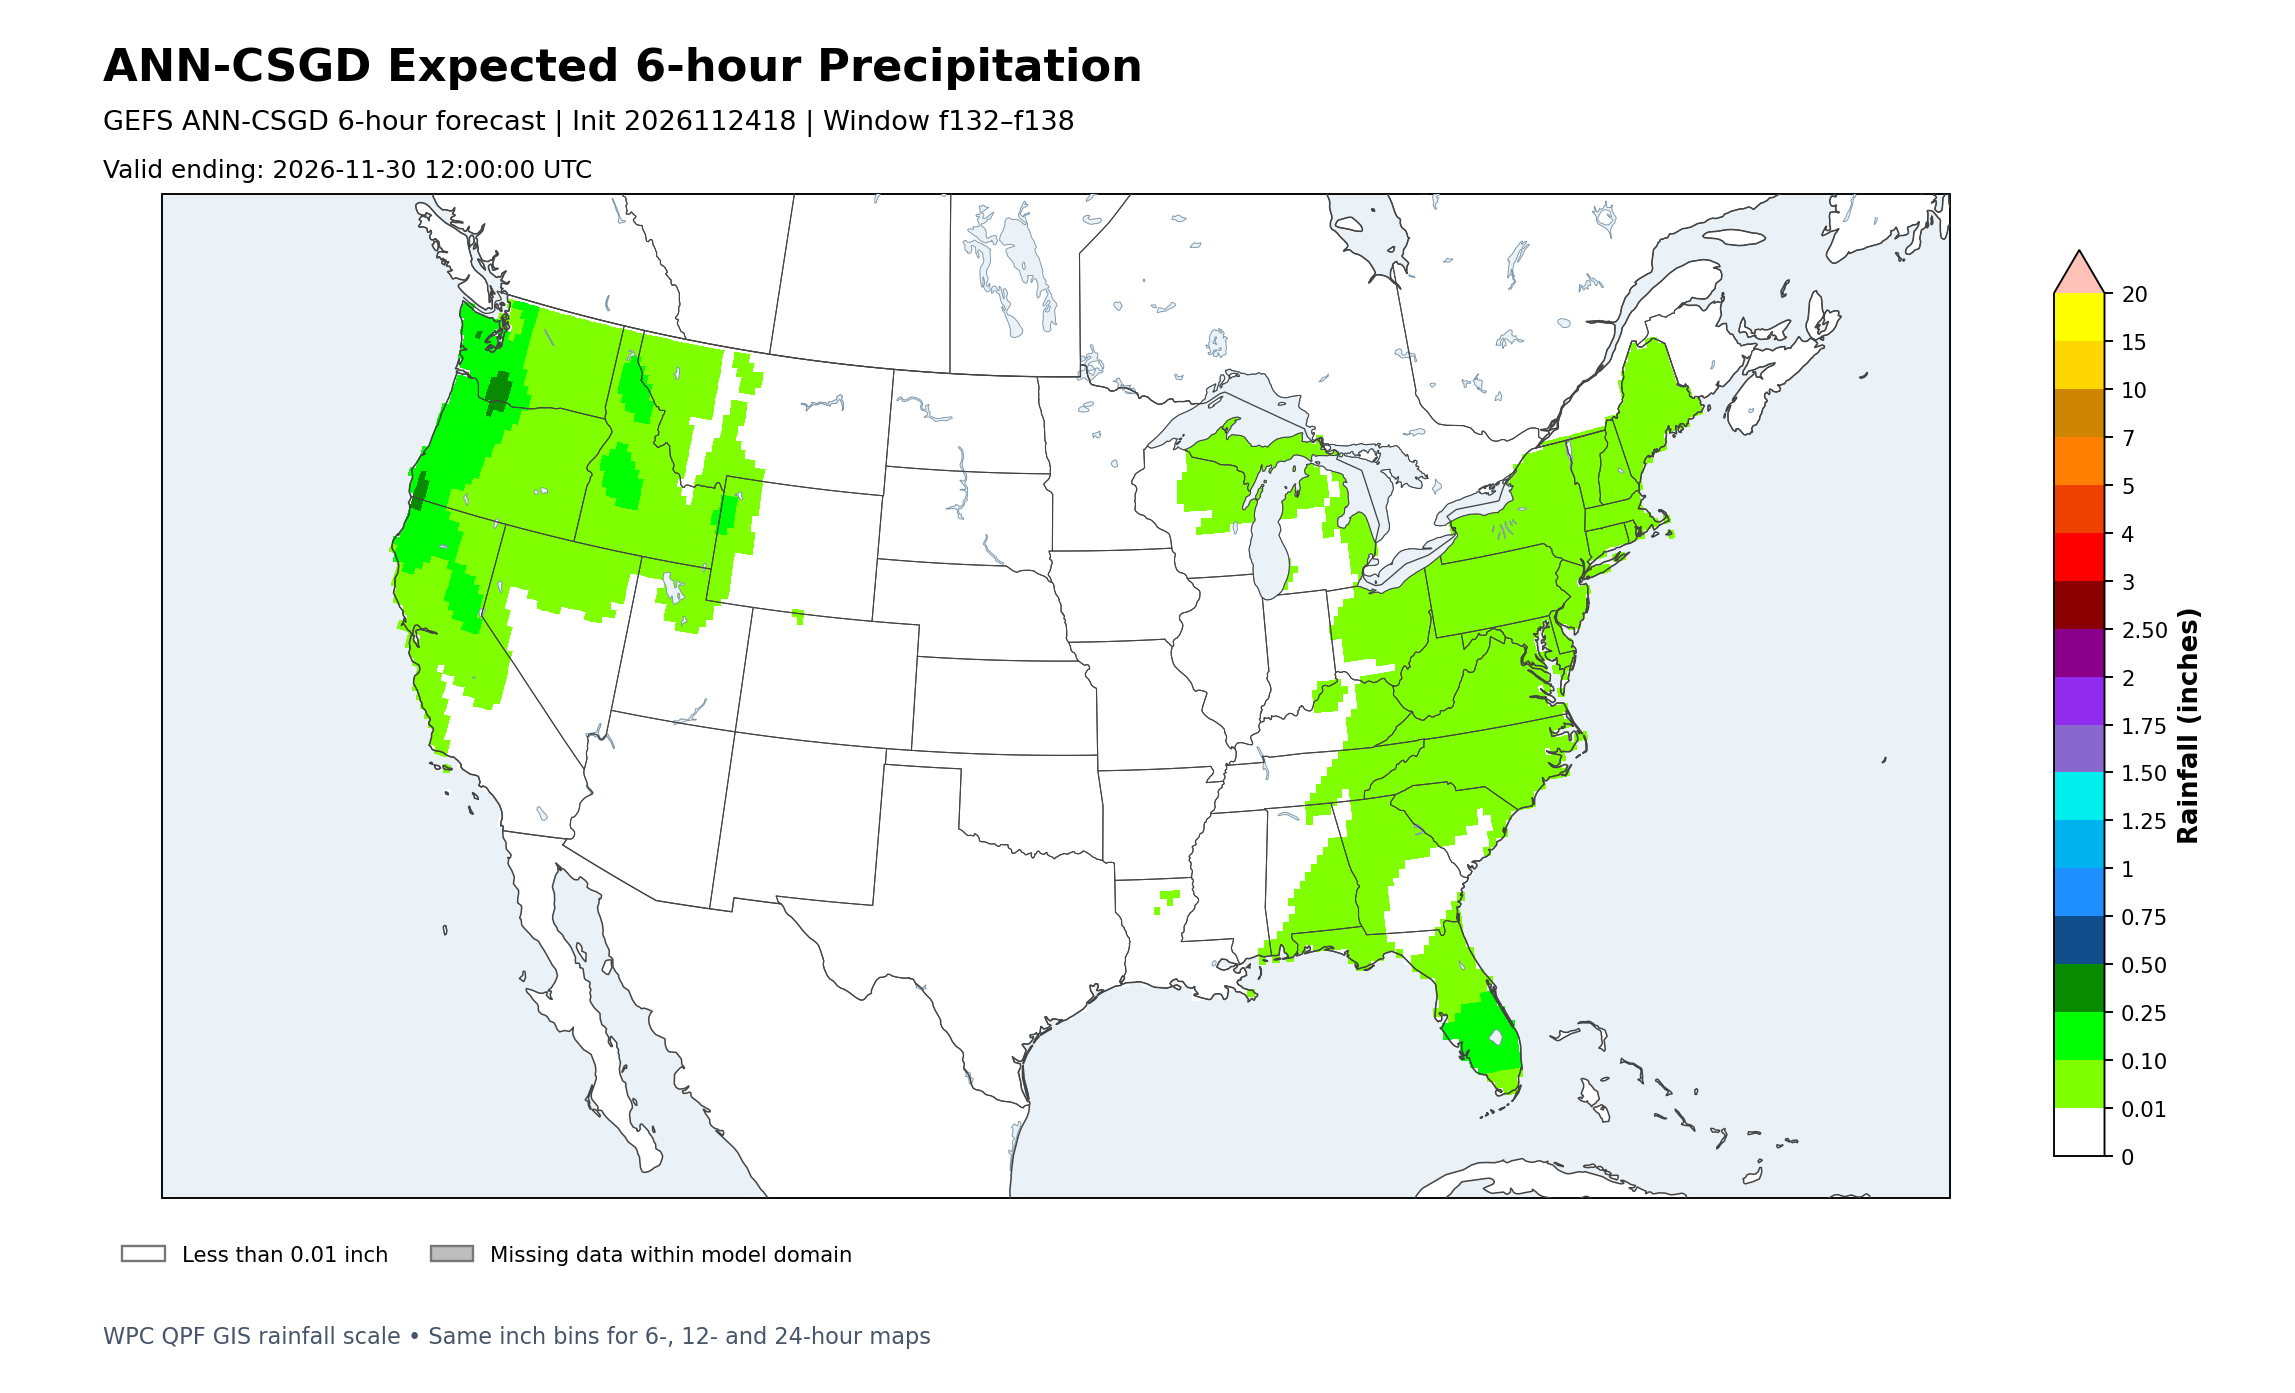 ANN-CSGD Expected 6-hour Precipitation
GEFS ANN-CSGD 6-hour forecast | Init 2026112418 | Window f132–f138
Valid ending: 2026-11-30 12:00:00 UTC
20
15
10
7
5
4
3
2.50
2
1.75
1.50
1.25
1
0.75
0.50
0.25
0.10
0.01
0
Rainfall (inches)
Less than 0.01 inch
Missing data within model domain
WPC QPF GIS rainfall scale • Same inch bins for 6-, 12- and 24-hour maps